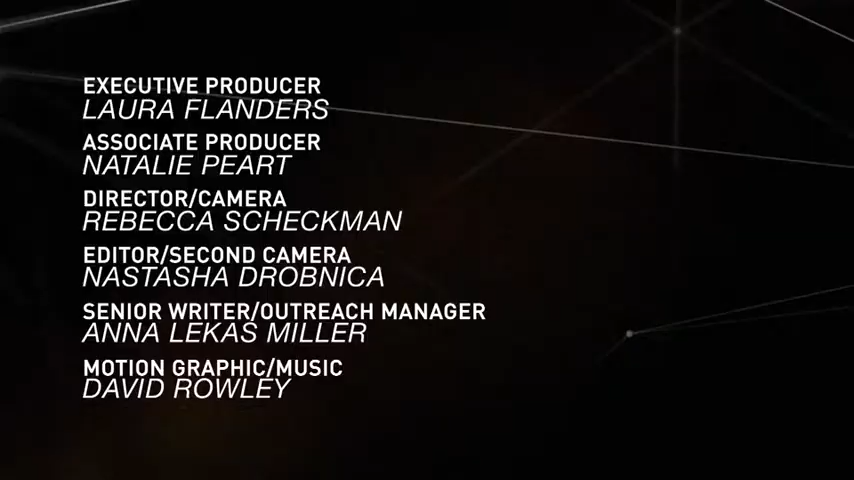 EXECUTIVE PRODUCER
LAURA FLANDERS
ASSOCIATE PRODUCER
NATALIE PEART
DIRECTOR/CAMERA
REBECCA SCHECKMAN
EDITOR/SECOND CAMERA
NASTASHA DROBNICA
SENIOR WRITER/OUTREACH MANAGER
ANNA LEKAS MILLER
MOTION GRAPHIC/MUSIC
DAVID ROWLEY